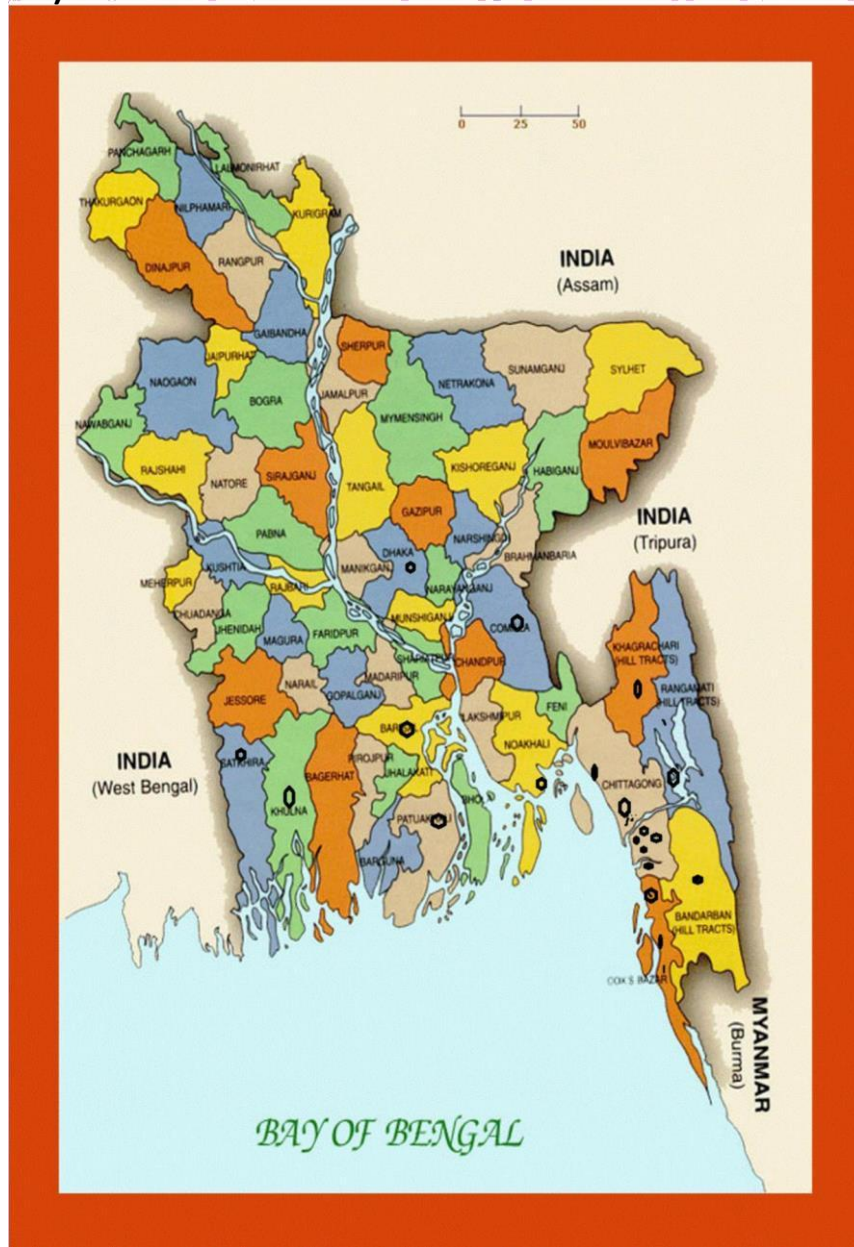 0 25 50
PANCHAGARH
LALMONIRHAT
THAKURGAON
NILPHAMARI
KURIGRAM
DINAJPUR
RANGPUR
INDIA
(Assam)
GAIBANDHA
SHERPUR
JAIPURHAT
NADGAON
NETRAKONA
SUNAMGANJ
SYLHET
BOGRA
JAMALPUR
MYMENSINGH
NAWABGANJ
MOULVIBAZAR
RAJSHAHI
KISHOREGANJ
HABIGANJ
NATORE
SIRAJGANJ
TANGAIL
GAZIPUR
INDIA
(Tripura)
PABNA
NARSHINGDI
DHAKA
BRAHMANBARIA
KUSHTIA
MANIKGANJ
MEHERPUR
RAJBARI
NARAYANGANJ
CHUADANGA
MUNSHIGANJ
JHENIDAH
MAGURA
FARIDPUR
COMILLA
KHAGRACHARI
(HILL TRACTS)
CHANDPUR
MADARIPUR
NARAIL
RANGAMATI
(HILL TRACTS)
JESSORE
GOPALGANJ
FENI
LAKSHMIPUR
NOAKHALI
INDIA
(West Bengal)
SATKHIRA
PIROJPUR
BAGERHAT
JHALAKATI
CHITTAGONG
BHOLA
KHULNA
PATUAKHALI
BARGUNA
BANDARBAN
(HILL TRACTS)
COX S BAZAR
MYANMAR
(Burma)
BAY OF BENGAL